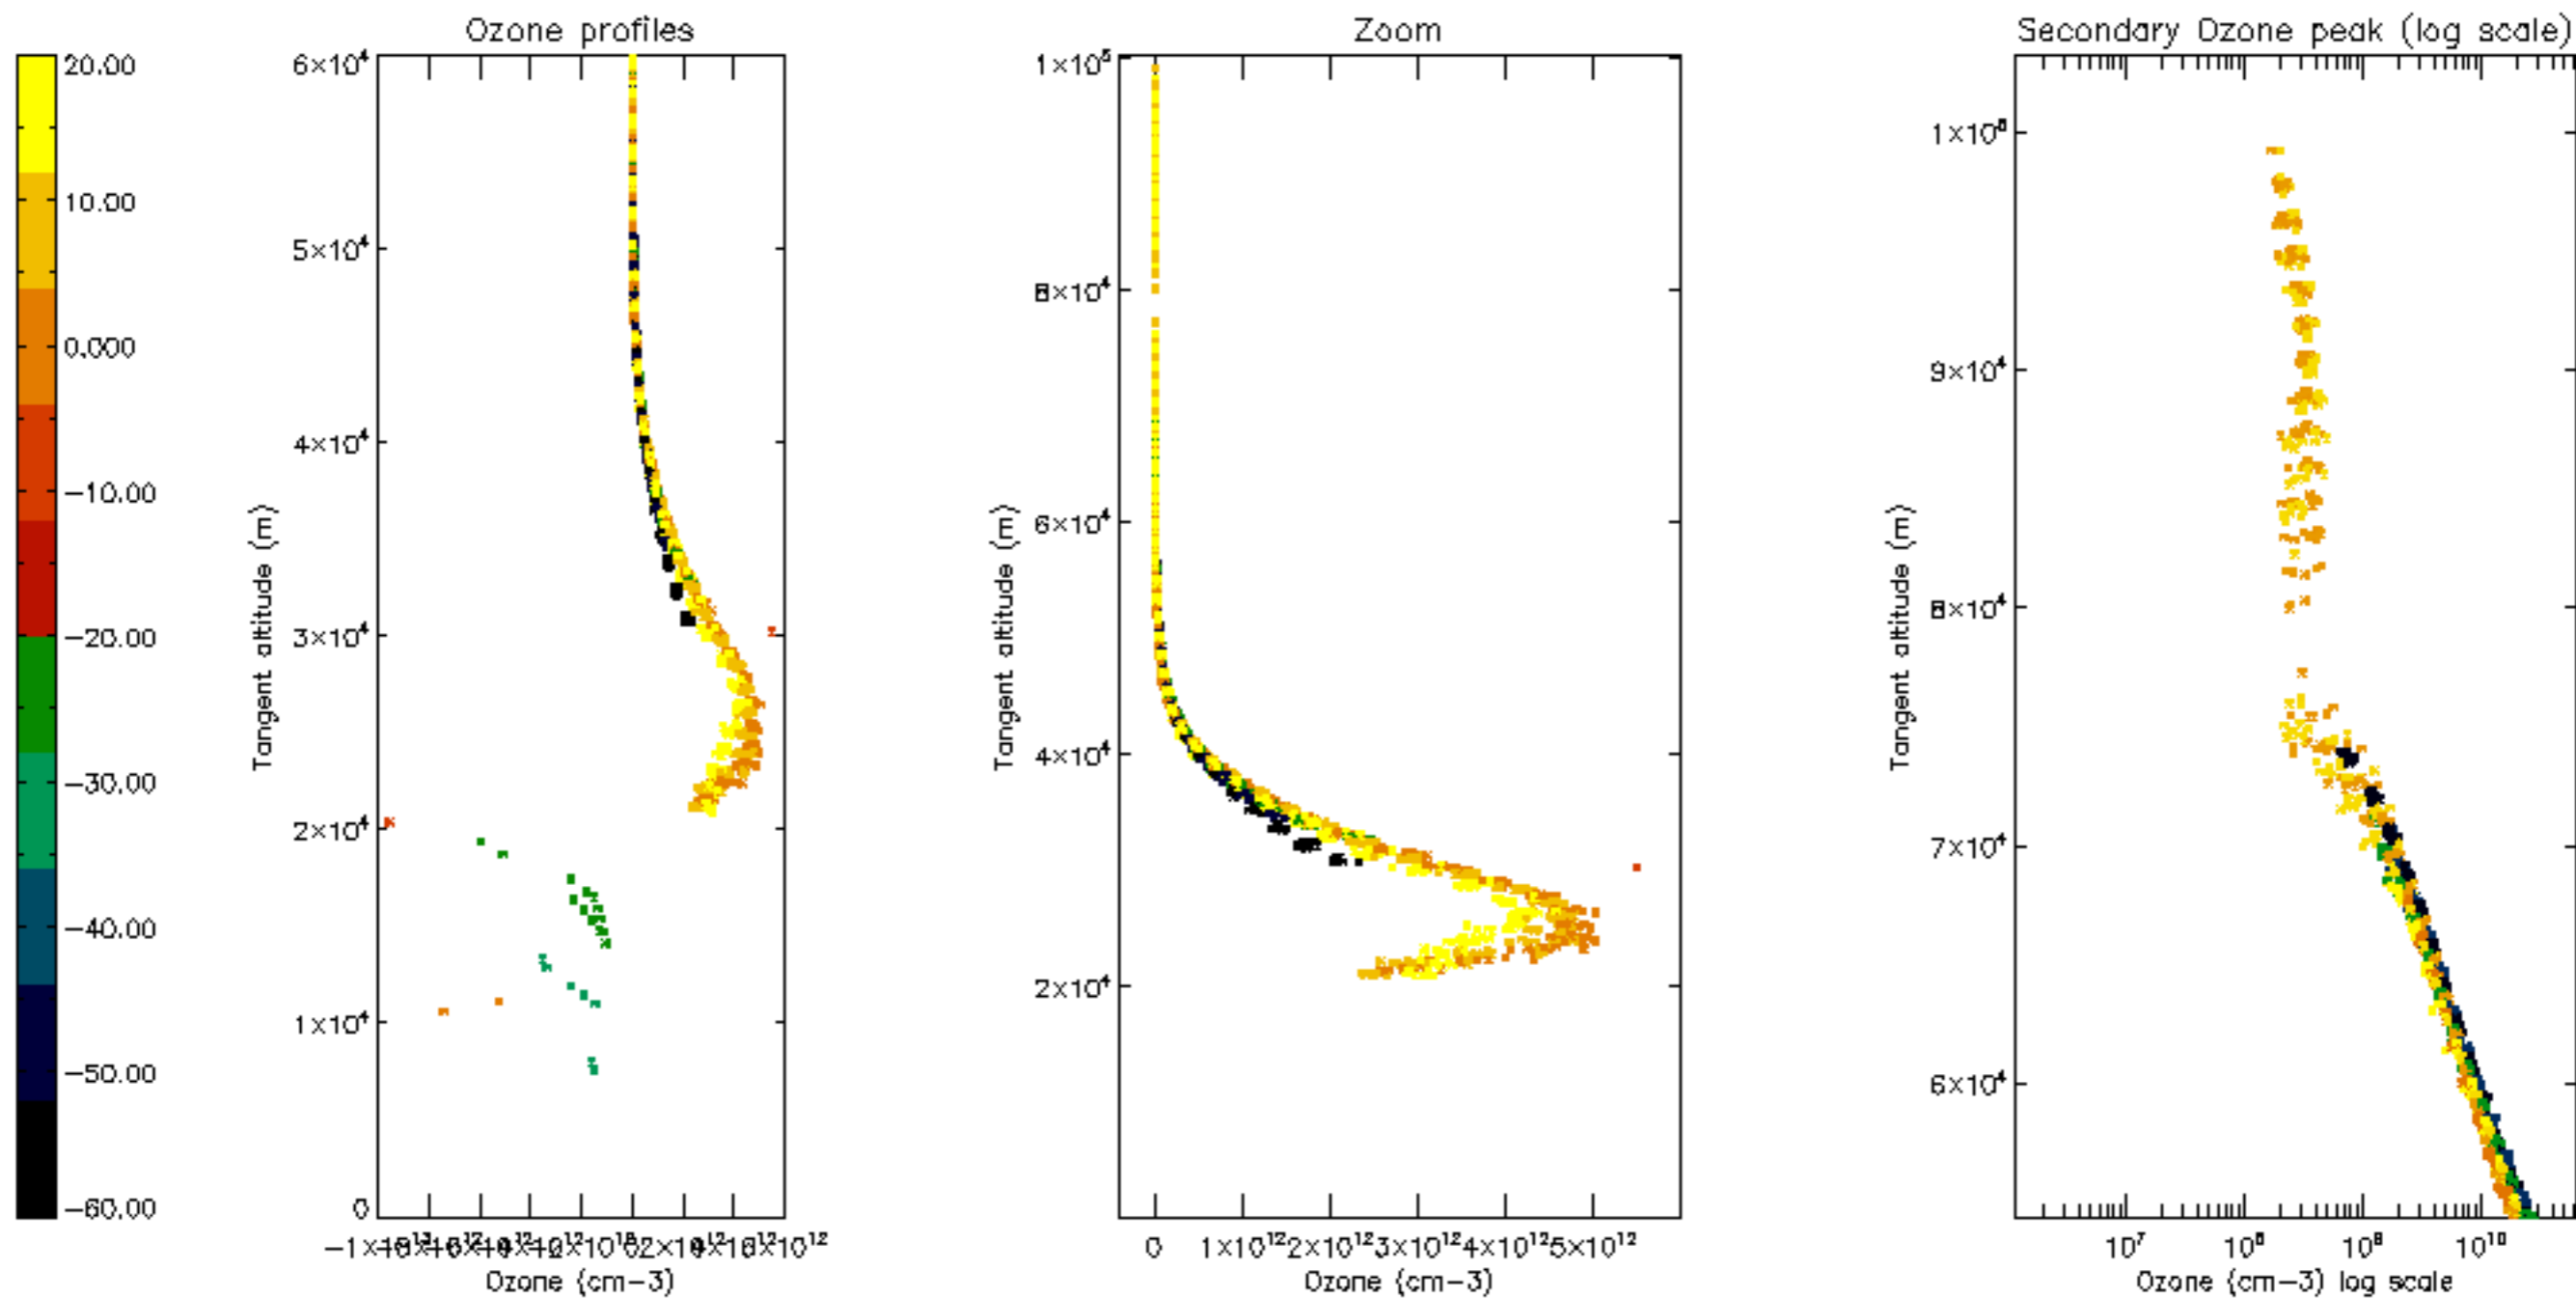 Ozone profiles
Zoom
Secondary Ozone peak (log scale)
20.00
10.00
0.000
−10.00
−20.00
−30.00
−40.00
−50.00
−60.00
Tangent altitude (m)
6×10⁴
5×10⁴
4×10⁴
3×10⁴
2×10⁴
1×10⁴
0
Ozone (cm−3)
Tangent altitude (m)
1×10⁵
8×10⁴
6×10⁴
4×10⁴
2×10⁴
0 1×10¹² 2×10¹² 3×10¹² 4×10¹² 5×10¹²
Ozone (cm−3)
Tangent altitude (m)
9×10⁴
8×10⁴
7×10⁴
6×10⁴
10⁷ 10⁸ 10⁹ 10¹⁰
Ozone (cm−3) log scale